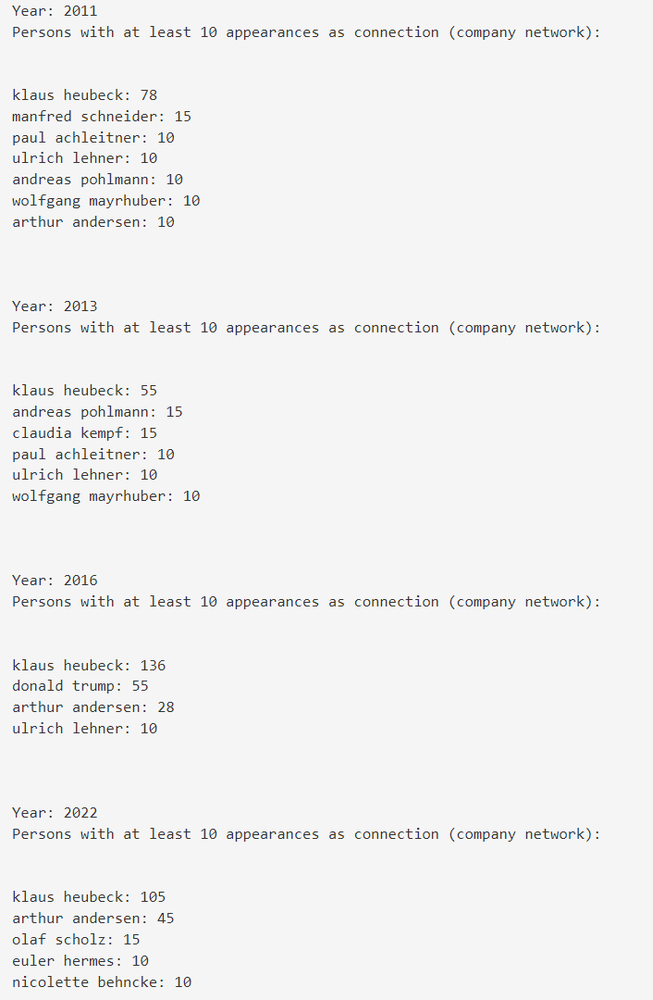 Year: 2011
Persons with at least 10 appearances as connection (company network):
klaus heubeck: 78
manfred schneider: 15
paul achleitner: 10
ulrich lehner: 10
andreas pohlmann: 10
wolfgang mayrhuber: 10
arthur andersen: 10
Year: 2013
Persons with at least 10 appearances as connection (company network):
klaus heubeck: 55
andreas pohlmann: 15
claudia kempf: 15
paul achleitner: 10
ulrich lehner: 10
wolfgang mayrhuber: 10
Year: 2016
Persons with at least 10 appearances as connection (company network):
klaus heubeck: 136
donald trump: 55
arthur andersen: 28
ulrich lehner: 10
Year: 2022
Persons with at least 10 appearances as connection (company network):
klaus heubeck: 105
arthur andersen: 45
olaf scholz: 15
euler hermes: 10
nicolette behncke: 10